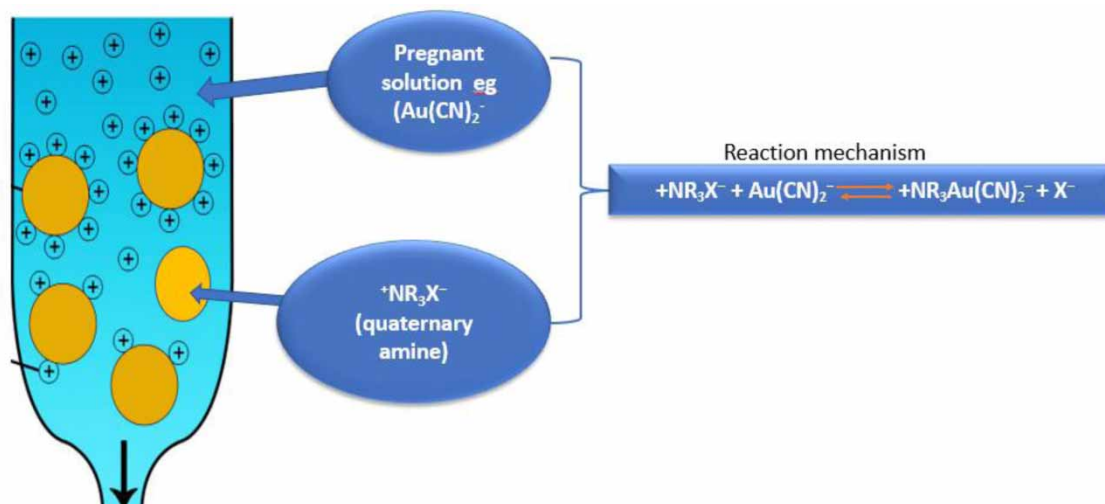 Pregnant
solution eg
(Au(CN)₂⁻
Reaction mechanism
+NR₃X⁻ + Au(CN)₂⁻ ⇄ +NR₃Au(CN)₂⁻ + X⁻
⁺NR₃X⁻
(quaternary
amine)